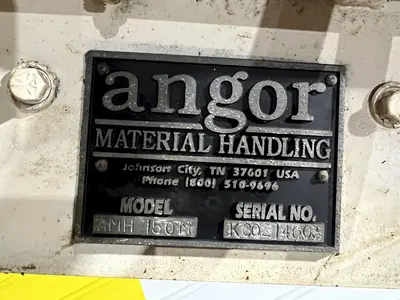 angor
MATERIAL HANDLING
Johnson City, TN 37601 USA
Phone (800) 510-9696
MODEL
SERIAL NO.